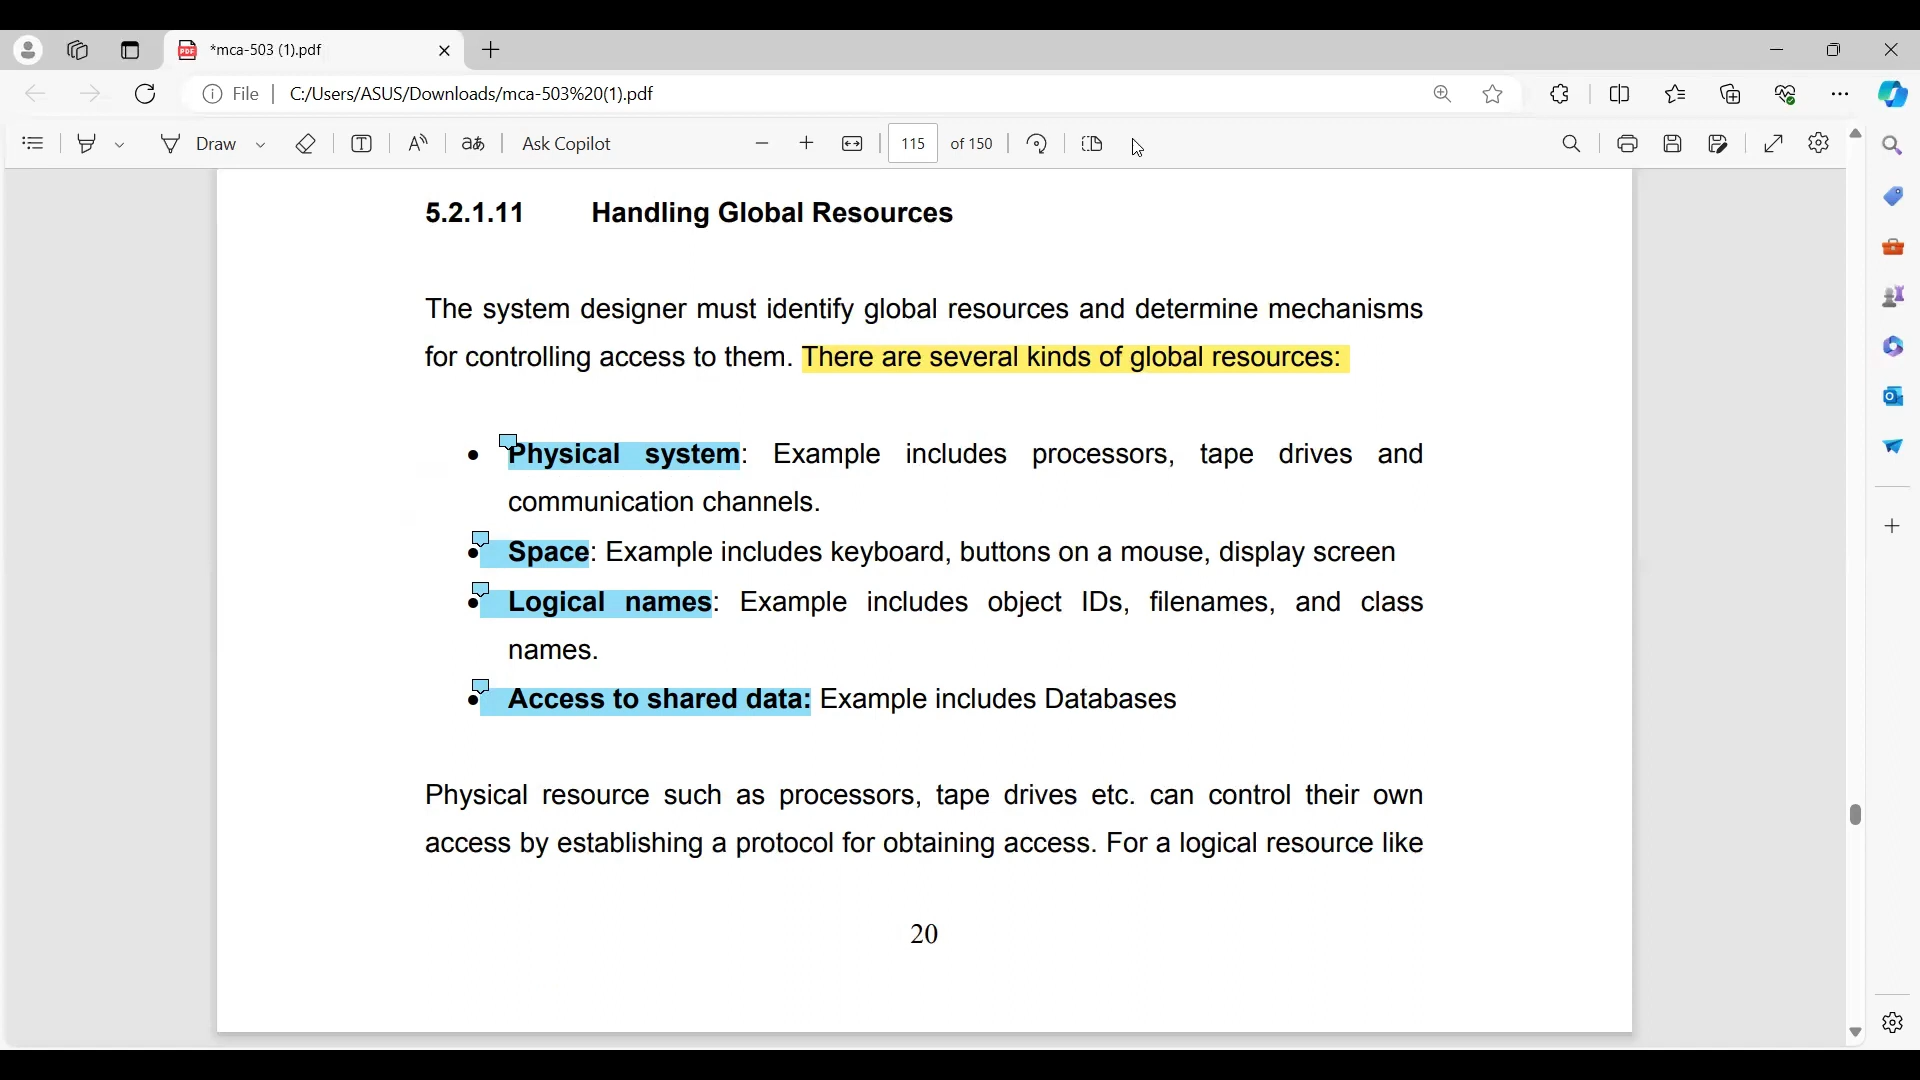 *mca-503 (1).pdf
File | C:/Users/ASUS/Downloads/mca-503%20(1).pdf
Draw Ask Copilot 115 of 150
5.2.1.11 Handling Global Resources
The system designer must identify global resources and determine mechanisms
for controlling access to them. There are several kinds of global resources:
• Physical system: Example includes processors, tape drives and
communication channels.
• Space: Example includes keyboard, buttons on a mouse, display screen
• Logical names: Example includes object IDs, filenames, and class
names.
• Access to shared data: Example includes Databases
Physical resource such as processors, tape drives etc. can control their own
access by establishing a protocol for obtaining access. For a logical resource like
20